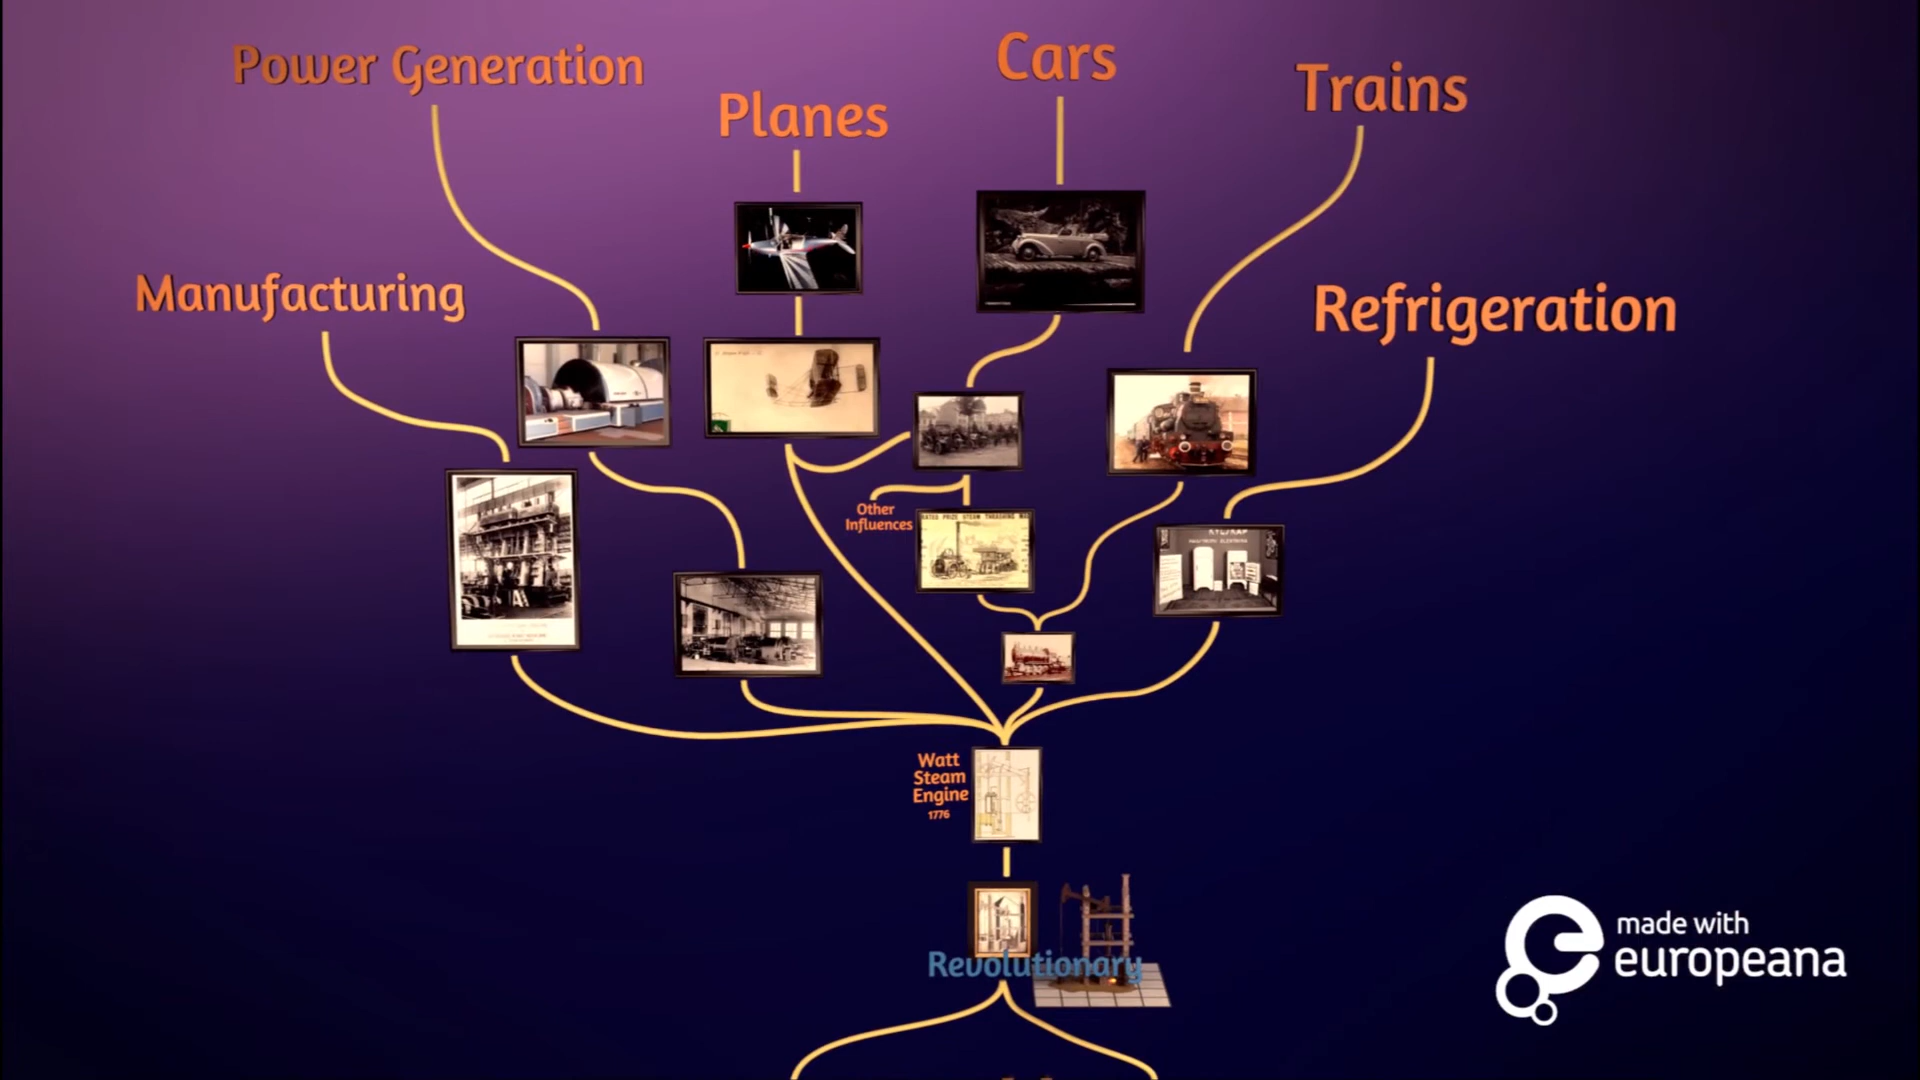 Power Generation
Planes
Cars
Trains
Manufacturing
Refrigeration
Other
Influences
Watt
Steam
Engine
1776
Revolutionary
made with
europeana